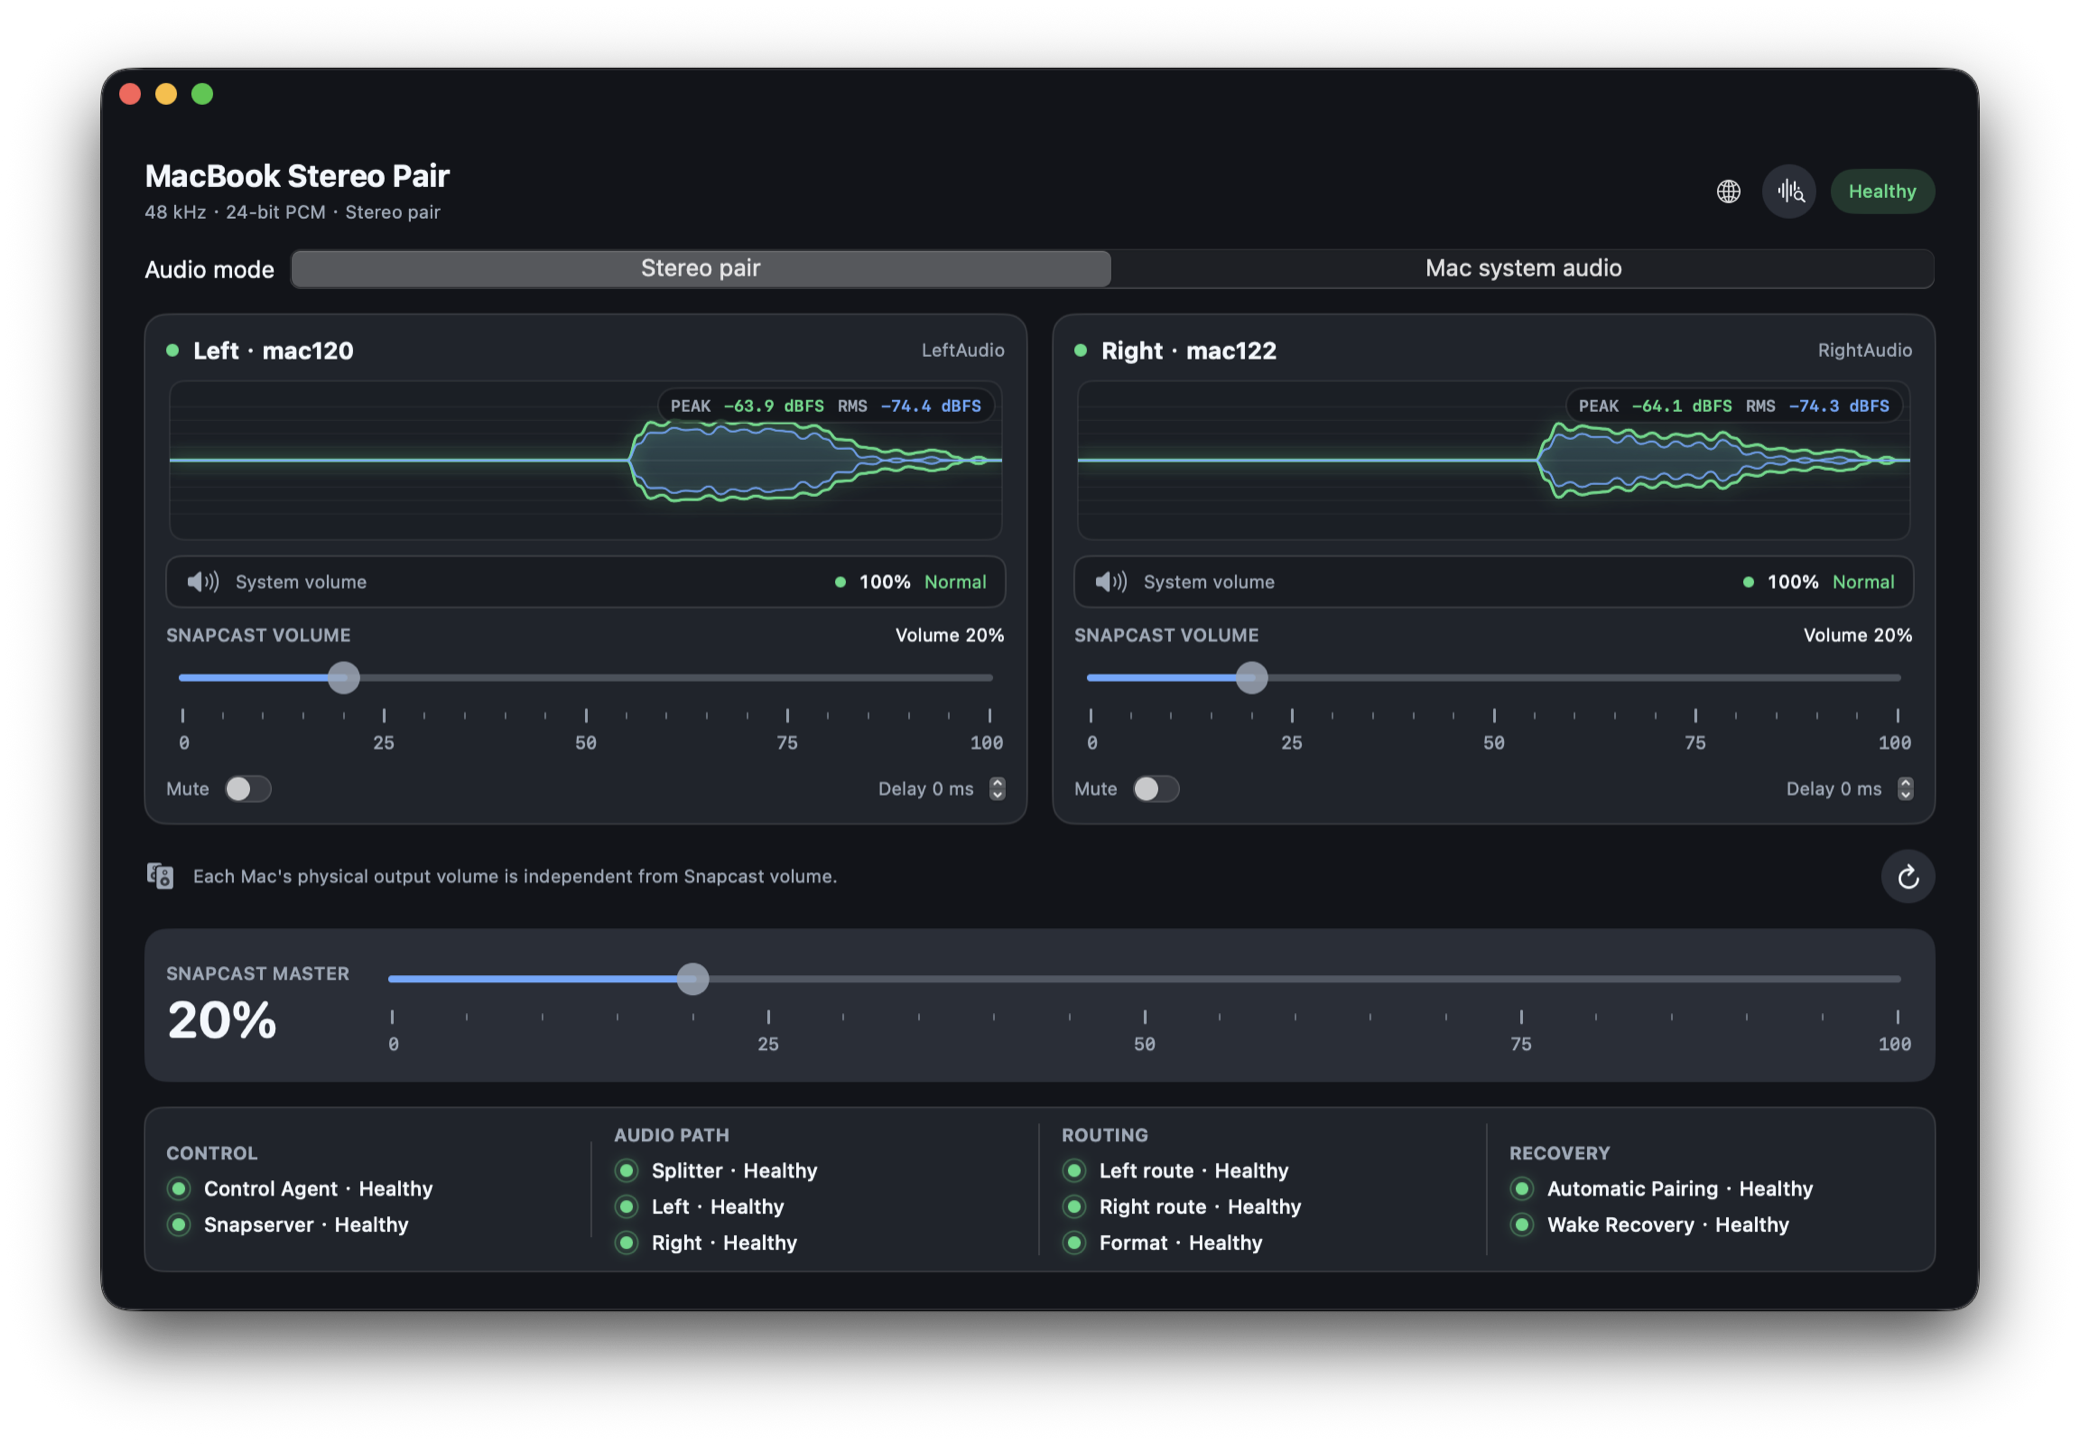 MacBook Stereo Pair
48 kHz · 24-bit PCM · Stereo pair
Healthy
Audio mode
Stereo pair
Mac system audio
Left · mac120
LeftAudio
PEAK -63.9 dBFS RMS -74.4 dBFS
System volume
100% Normal
SNAPCAST VOLUME
Volume 20%
0 25 50 75 100
Mute
Delay 0 ms
Right · mac122
RightAudio
PEAK -64.1 dBFS RMS -74.3 dBFS
System volume
100% Normal
SNAPCAST VOLUME
Volume 20%
0 25 50 75 100
Mute
Delay 0 ms
Each Mac's physical output volume is independent from Snapcast volume.
SNAPCAST MASTER
20%
0 25 50 75 100
CONTROL
Control Agent · Healthy
Snapserver · Healthy
AUDIO PATH
Splitter · Healthy
Left · Healthy
Right · Healthy
ROUTING
Left route · Healthy
Right route · Healthy
Format · Healthy
RECOVERY
Automatic Pairing · Healthy
Wake Recovery · Healthy